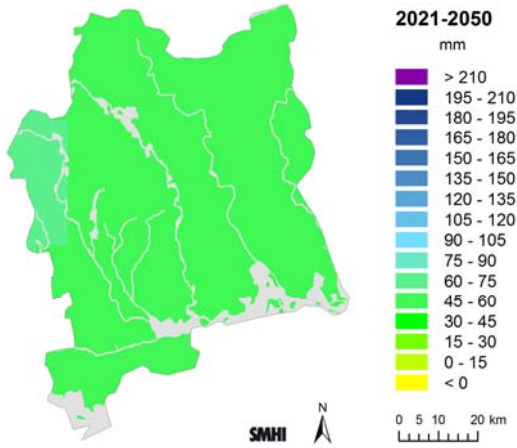 2021-2050
mm
> 210
195 - 210
180 - 195
165 - 180
150 - 165
135 - 150
120 - 135
105 - 120
90 - 105
75 - 90
60 - 75
45 - 60
30 - 45
15 - 30
0 - 15
< 0
SMHI
N
0 5 10 20 km